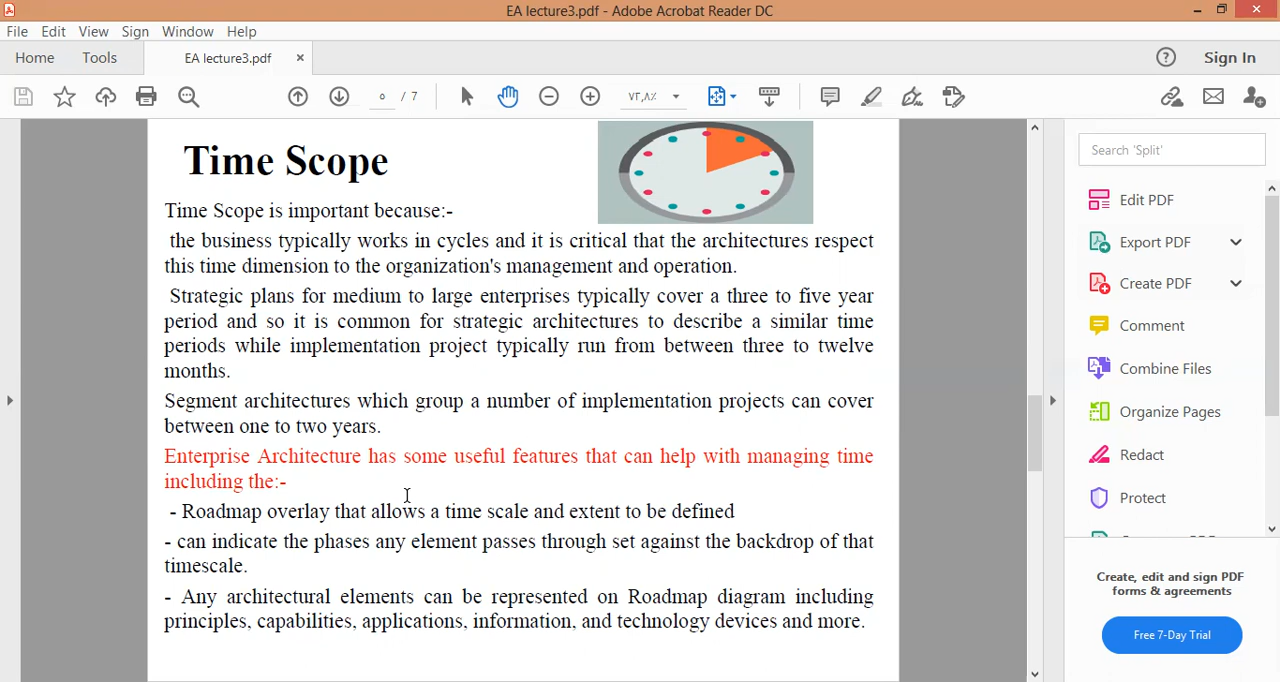 EA lecture3.pdf - Adobe Acrobat Reader DC
File Edit View Sign Window Help
Home Tools EA lecture3.pdf × ? Sign In
٥ / 7 ٧٣,٨٪
Time Scope
Time Scope is important because:-
the business typically works in cycles and it is critical that the architectures respect
this time dimension to the organization's management and operation.
Strategic plans for medium to large enterprises typically cover a three to five year
period and so it is common for strategic architectures to describe a similar time
periods while implementation project typically run from between three to twelve
months.
Segment architectures which group a number of implementation projects can cover
between one to two years.
Enterprise Architecture has some useful features that can help with managing time
including the:-
- Roadmap overlay that allows a time scale and extent to be defined
- can indicate the phases any element passes through set against the backdrop of that
timescale.
- Any architectural elements can be represented on Roadmap diagram including
principles, capabilities, applications, information, and technology devices and more.
Search 'Split'
Edit PDF
Export PDF
Create PDF
Comment
Combine Files
Organize Pages
Redact
Protect
Create, edit and sign PDF
forms & agreements
Free 7-Day Trial